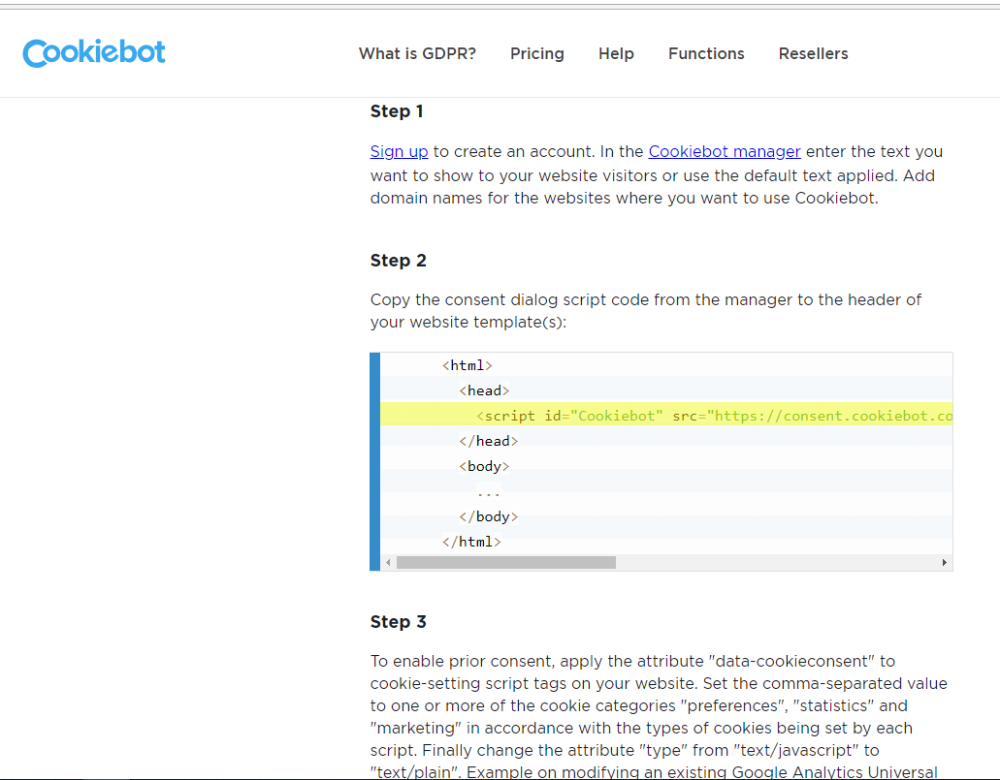 Cookiebot
What is GDPR? Pricing Help Functions Resellers
Step 1
Sign up to create an account. In the Cookiebot manager enter the text you
want to show to your website visitors or use the default text applied. Add
domain names for the websites where you want to use Cookiebot.
Step 2
Copy the consent dialog script code from the manager to the header of
your website template(s):
<html>
<head>
<script id="Cookiebot" src="https://consent.cookiebot.co
</head>
<body>
...
</body>
</html>
Step 3
To enable prior consent, apply the attribute "data-cookieconsent" to
cookie-setting script tags on your website. Set the comma-separated value
to one or more of the cookie categories "preferences", "statistics" and
"marketing" in accordance with the types of cookies being set by each
script. Finally change the attribute "type" from "text/javascript" to
"text/plain". Example on modifying an existing Google Analytics Universal